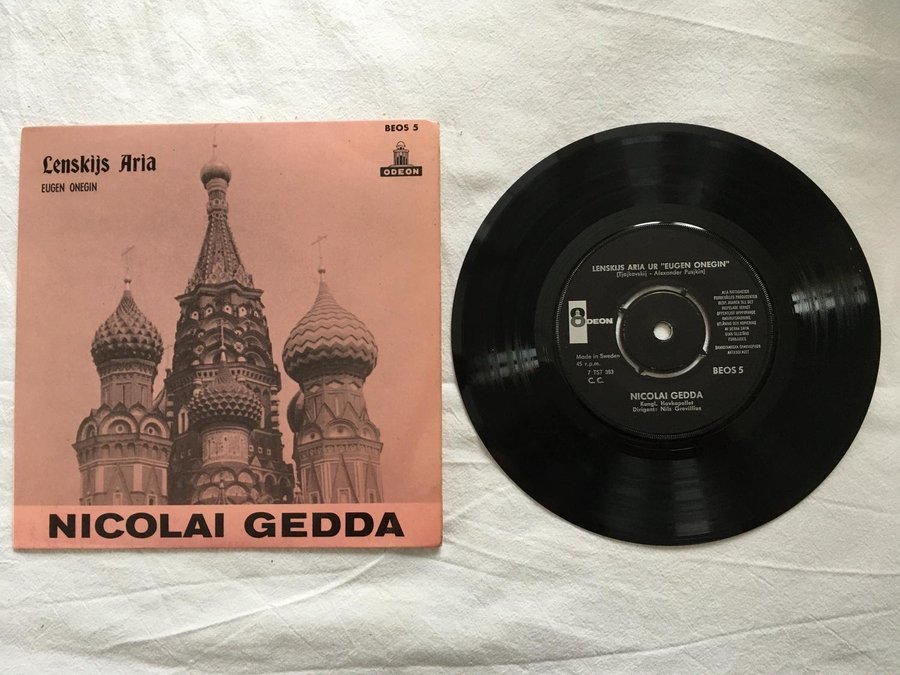 BEOS 5
Lenskijs Aria
EUGEN ONEGIN
ODEON
NICOLAI GEDDA
LENSKIJS ARIA UR "EUGEN ONEGIN"
(Tjajkovskij - Alexander Pusjkin)
ODEON
Made in Sweden
45 r.p.m.
7 TST 353
C. C.
BEOS 5
NICOLAI GEDDA
Kungl. Hovkapellet
Dirigent: Nils Grevillius